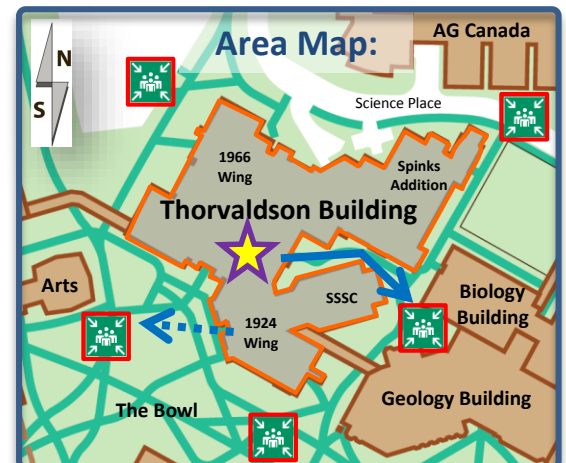 Area Map:
AG Canada
N
S
Science Place
1966
Wing
Spinks
Addition
Thorvaldson Building
Arts
SSSC
Biology
Building
1924
Wing
Geology Building
The Bowl